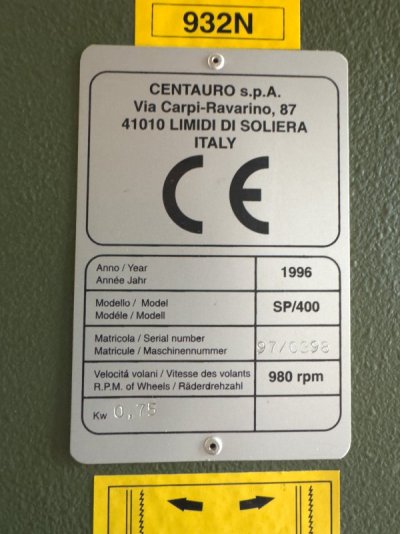 932N
CENTAURO s.p.A.
Via Carpi-Ravarino, 87
41010 LIMIDI DI SOLIERA
ITALY
CE
Anno / Year
Année Jahr
1996
Modello / Model
Modéle / Modell
SP/400
Matricola / Serial number
Matricule / Maschinennummer
97/0398
Velocitá volani / Vitesse des volants
R.P.M. of Wheels / Räderdrehzahl
980 rpm
Kw 0,75